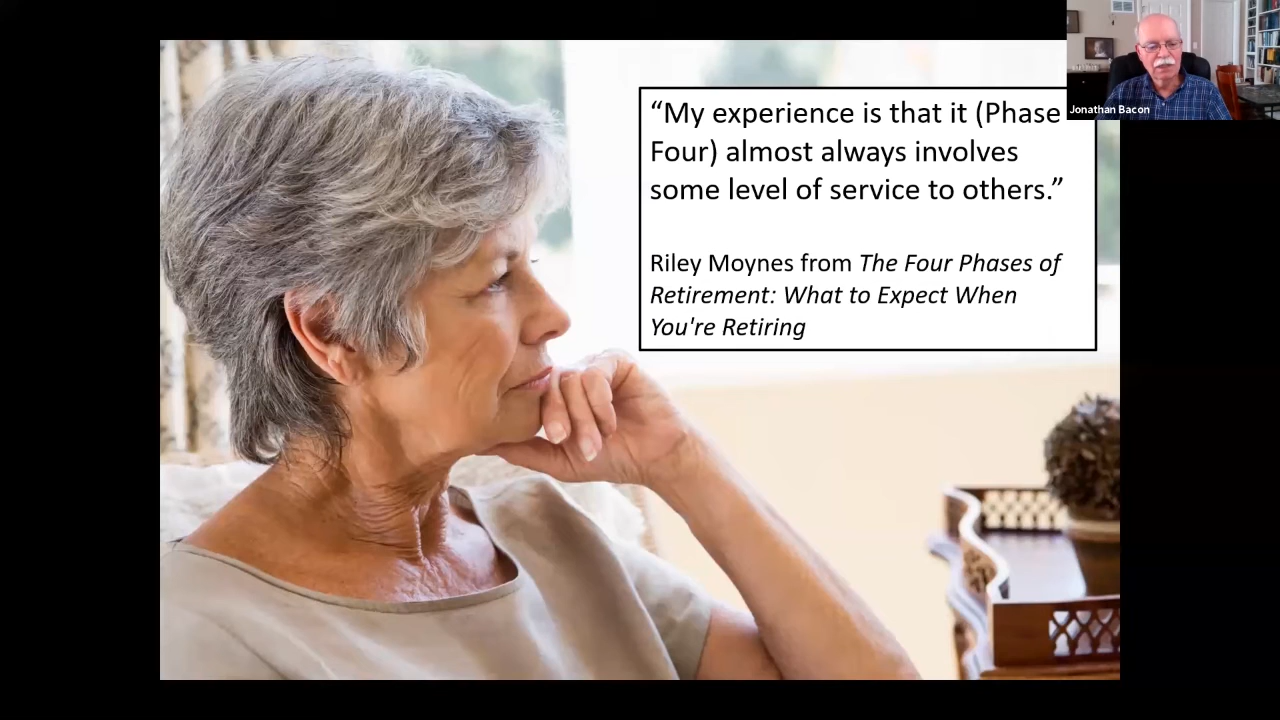 “My experience is that it (Phase
Four) almost always involves
some level of service to others.”
Riley Moynes from The Four Phases of
Retirement: What to Expect When
You're Retiring
Jonathan Bacon